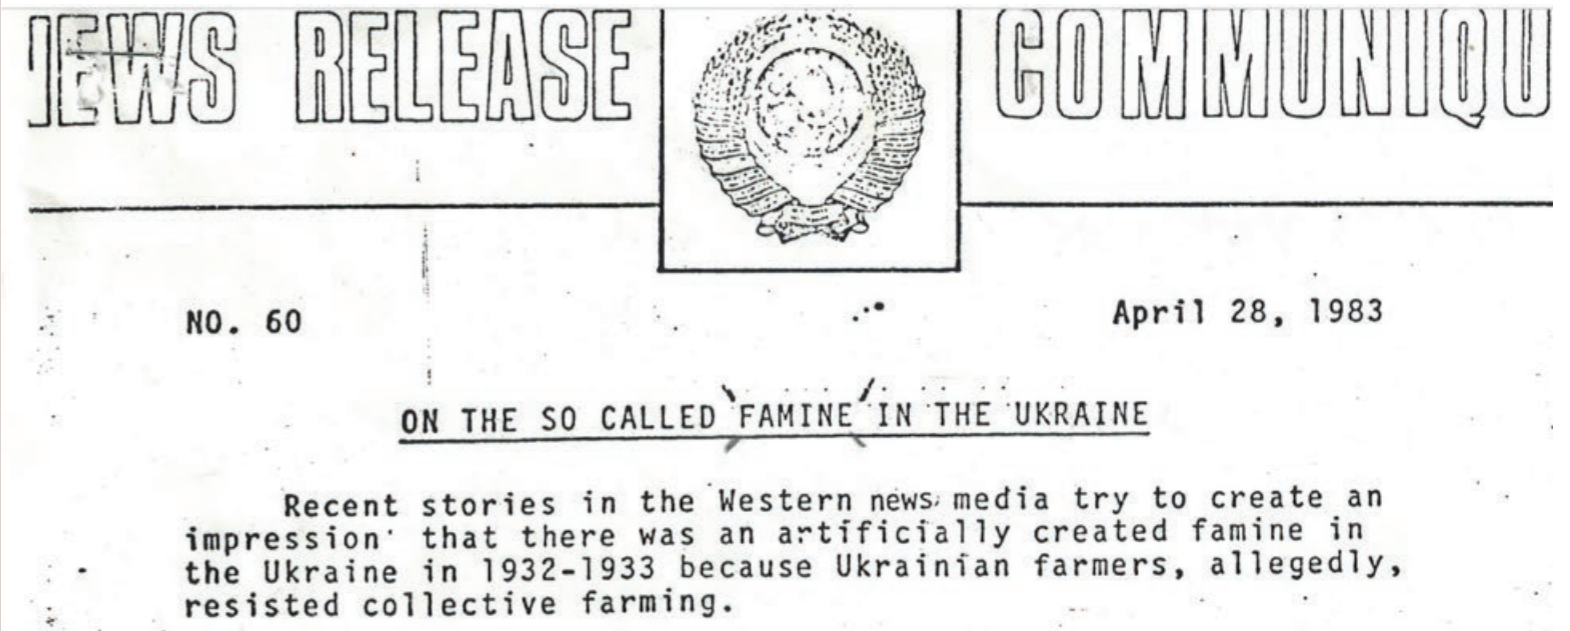 NEWS RELEASE COMMUNIQU
NO. 60 April 28, 1983
ON THE SO CALLED 'FAMINE' IN THE UKRAINE
Recent stories in the Western news media try to create an
impression that there was an artificially created famine in
the Ukraine in 1932-1933 because Ukrainian farmers, allegedly,
resisted collective farming.